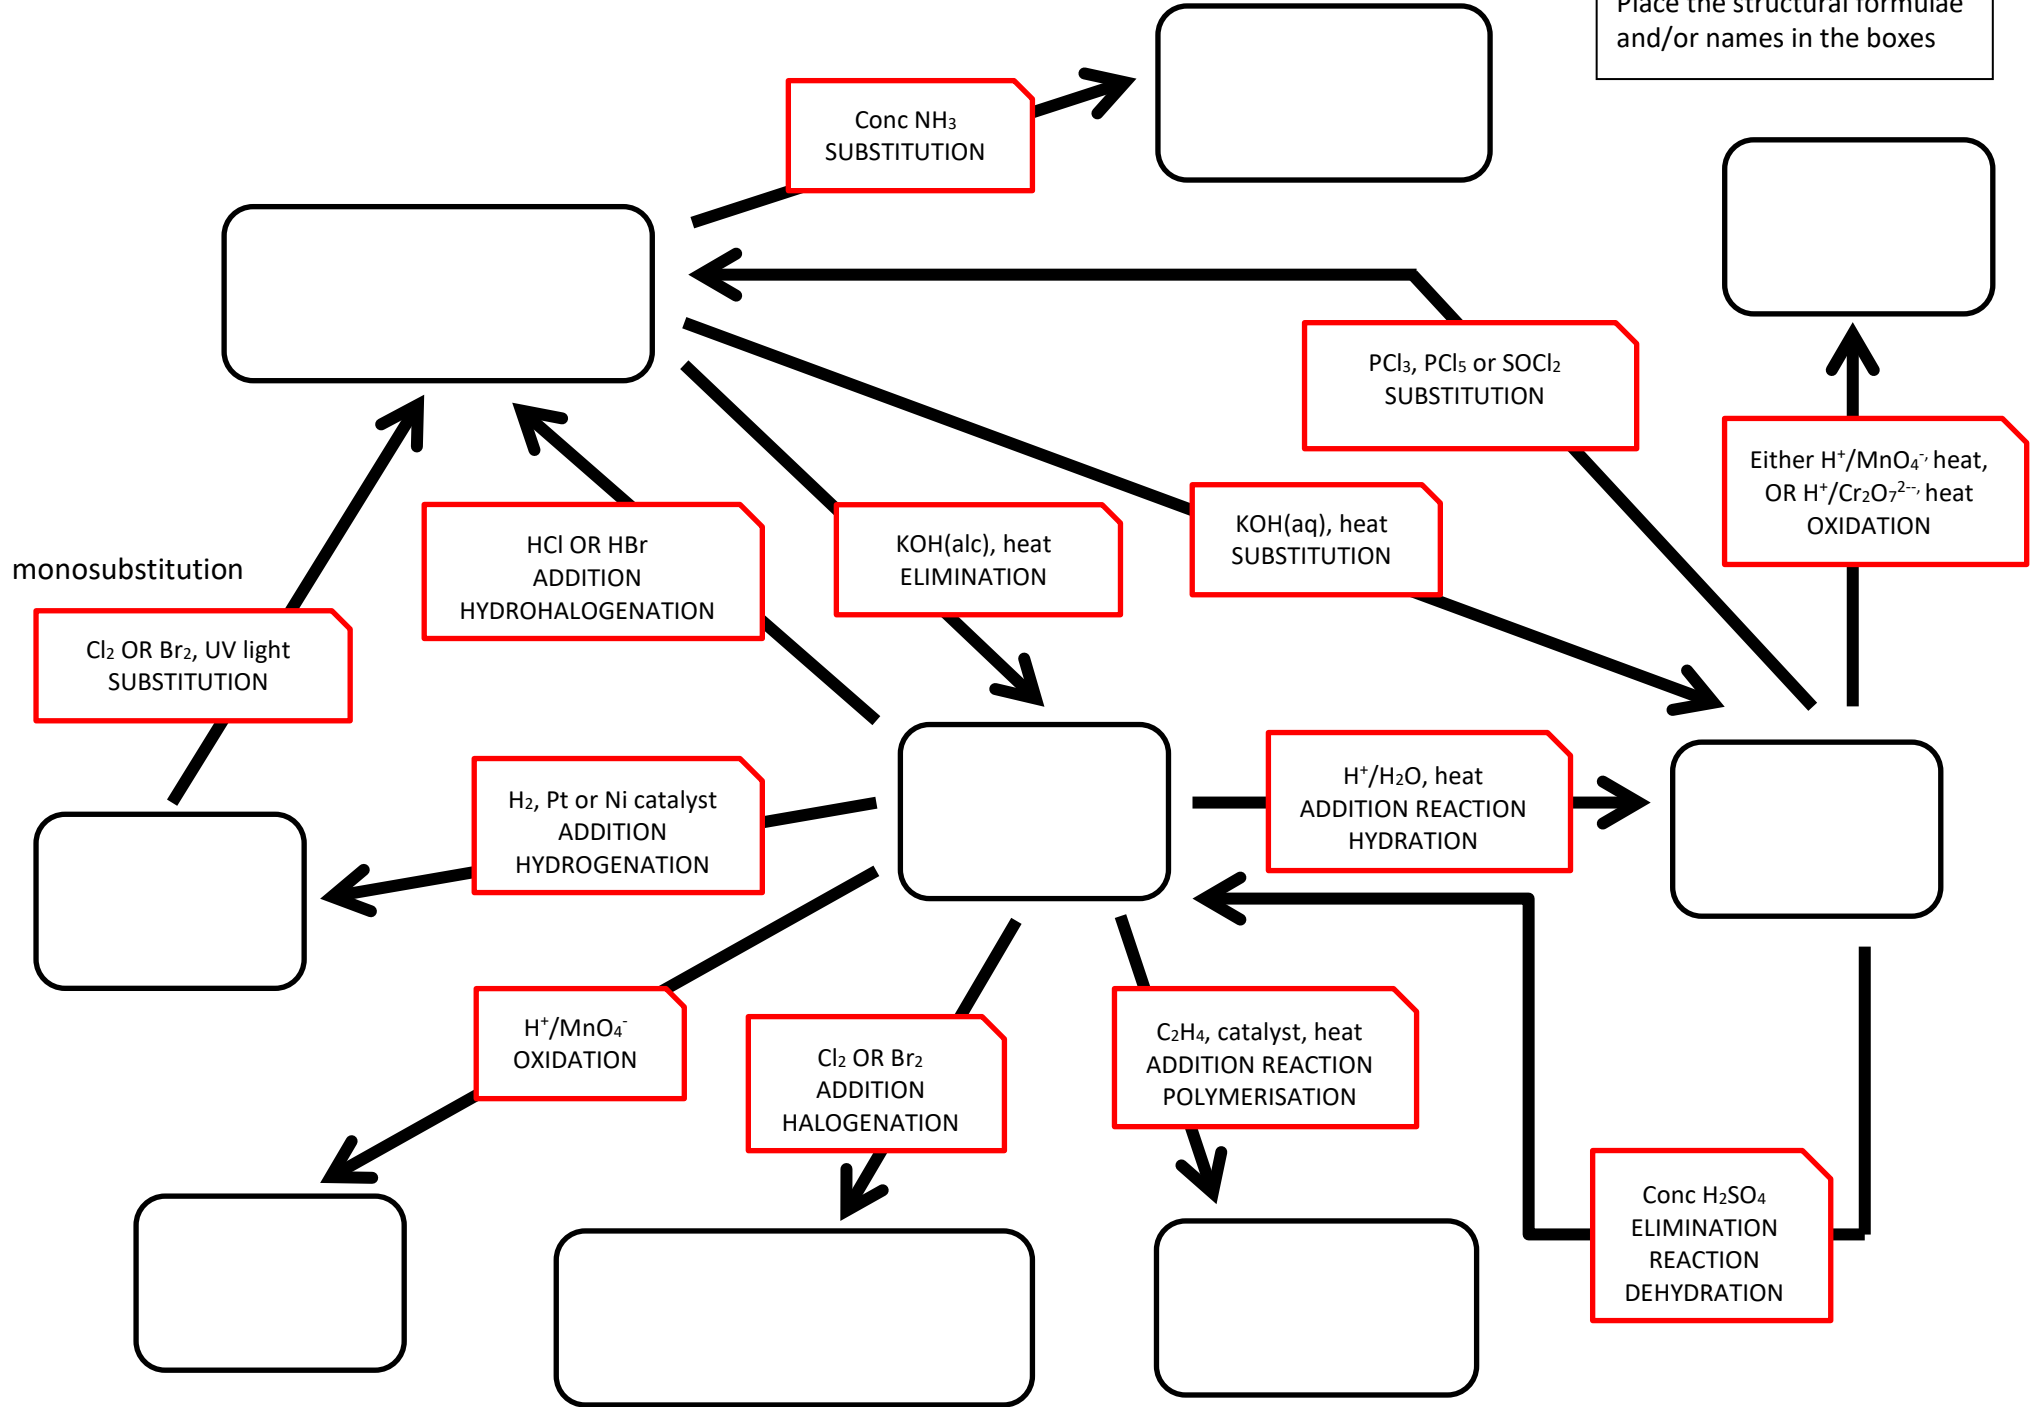 Place the structural formulae
and/or names in the boxes
Conc NH₃
SUBSTITUTION
PCl₃, PCl₅ or SOCl₂
SUBSTITUTION
Either H⁺/MnO₄⁻, heat,
OR H⁺/Cr₂O₇²⁻⁻, heat
OXIDATION
HCl OR HBr
ADDITION
HYDROHALOGENATION
KOH(alc), heat
ELIMINATION
KOH(aq), heat
SUBSTITUTION
monosubstitution
Cl₂ OR Br₂, UV light
SUBSTITUTION
H₂, Pt or Ni catalyst
ADDITION
HYDROGENATION
H⁺/H₂O, heat
ADDITION REACTION
HYDRATION
H⁺/MnO₄⁻
OXIDATION
Cl₂ OR Br₂
ADDITION
HALOGENATION
C₂H₄, catalyst, heat
ADDITION REACTION
POLYMERISATION
Conc H₂SO₄
ELIMINATION
REACTION
DEHYDRATION